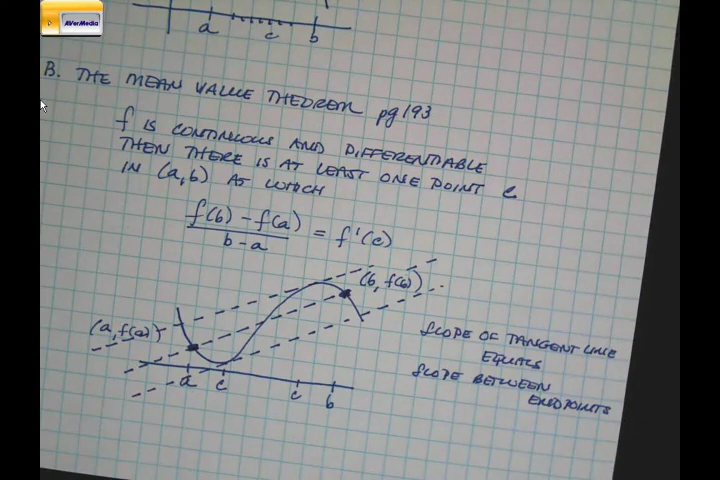 AVerMedia
a c b
B. THE MEAN VALUE THEOREM pg 193
f IS CONTINUOUS AND DIFFERENTIABLE
THEN THERE IS AT LEAST ONE POINT c
IN (a,b) AT WHICH
f(b) - f(a) / b-a = f'(c)
(b, f(b))
(a, f(a))
SLOPE OF TANGENT LINE
EQUALS
SLOPE BETWEEN
ENDPOINTS
a c c b